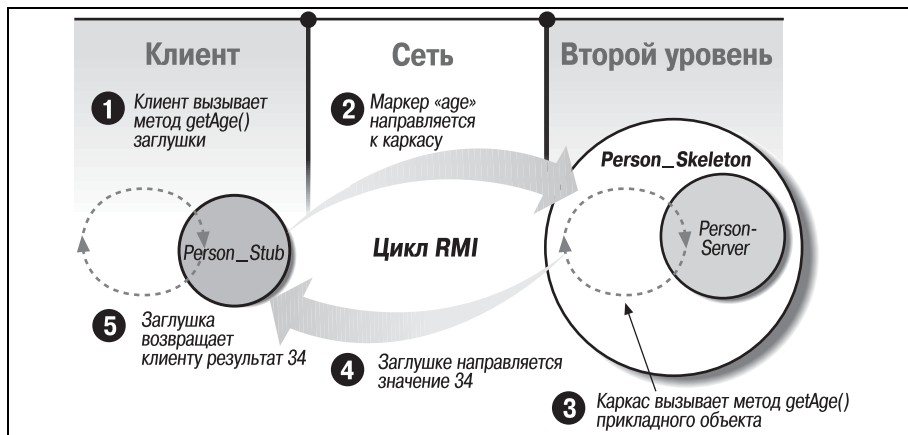 Клиент
Сеть
Второй уровень
1 Клиент вызывает
метод getAge()
заглушки
2 Маркер «age»
направляется
к каркасу
Person_Skeleton
Person_Stub
Цикл RMI
Person-
Server
5 Заглушка
возвращает
клиенту результат 34
4 Заглушке направляется
значение 34
3 Каркас вызывает метод getAge()
прикладного объекта